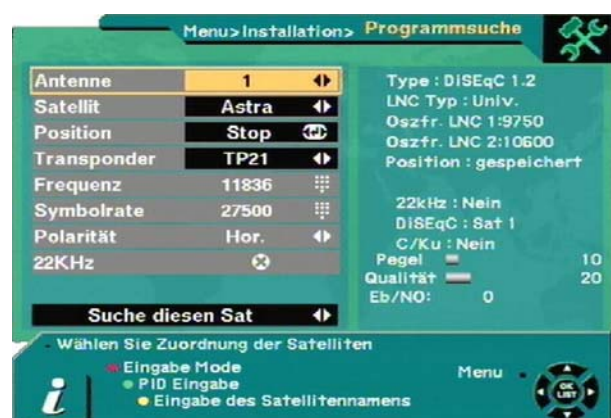 Menu>Installation> Programmsuche
Antenne 1
Satellit Astra
Position Stop
Transponder TP21
Frequenz 11836
Symbolrate 27500
Polarität Hor.
22KHz
Suche diesen Sat
Type : DiSEqC 1.2
LNC Typ : Univ.
Oszfr. LNC 1:9750
Oszfr. LNC 2:10600
Position : gespeichert
22kHz : Nein
DiSEqC : Sat 1
C/Ku : Nein
Pegel 10
Qualität 20
Eb/N0: 0
- Wählen Sie Zuordnung der Satelliten
Eingabe Mode
PID Eingabe
Eingabe des Satellitennamens
Menu
OK
LIST
i